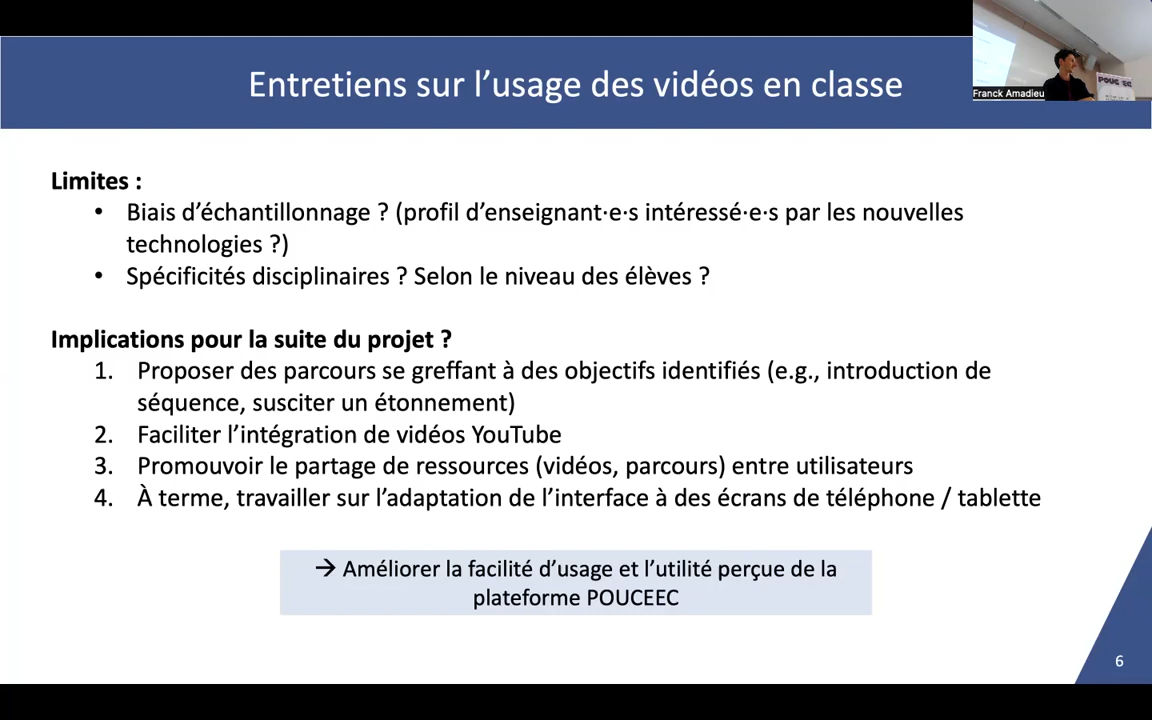 Entretiens sur l’usage des vidéos en classe
Franck Amadieu
POUC EC
Limites :
• Biais d’échantillonnage ? (profil d’enseignant·e·s intéressé·e·s par les nouvelles
technologies ?)
• Spécificités disciplinaires ? Selon le niveau des élèves ?
Implications pour la suite du projet ?
1. Proposer des parcours se greffant à des objectifs identifiés (e.g., introduction de
séquence, susciter un étonnement)
2. Faciliter l’intégration de vidéos YouTube
3. Promouvoir le partage de ressources (vidéos, parcours) entre utilisateurs
4. À terme, travailler sur l’adaptation de l’interface à des écrans de téléphone / tablette
→ Améliorer la facilité d’usage et l’utilité perçue de la
plateforme POUCEEC
6